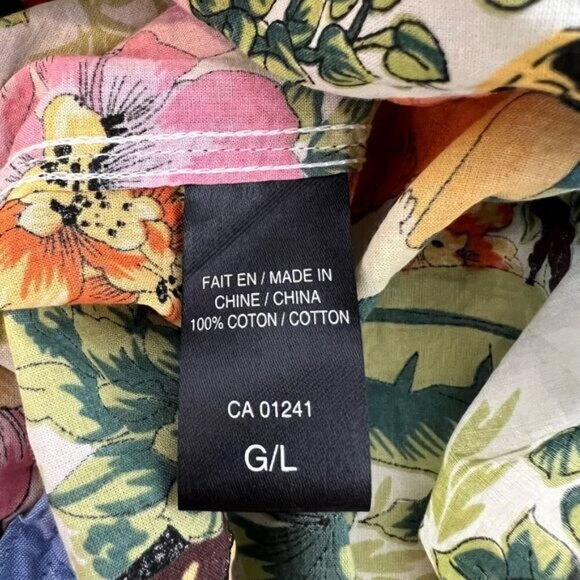 FAIT EN / MADE IN
CHINE / CHINA
100% COTON / COTTON
CA 01241
G/L